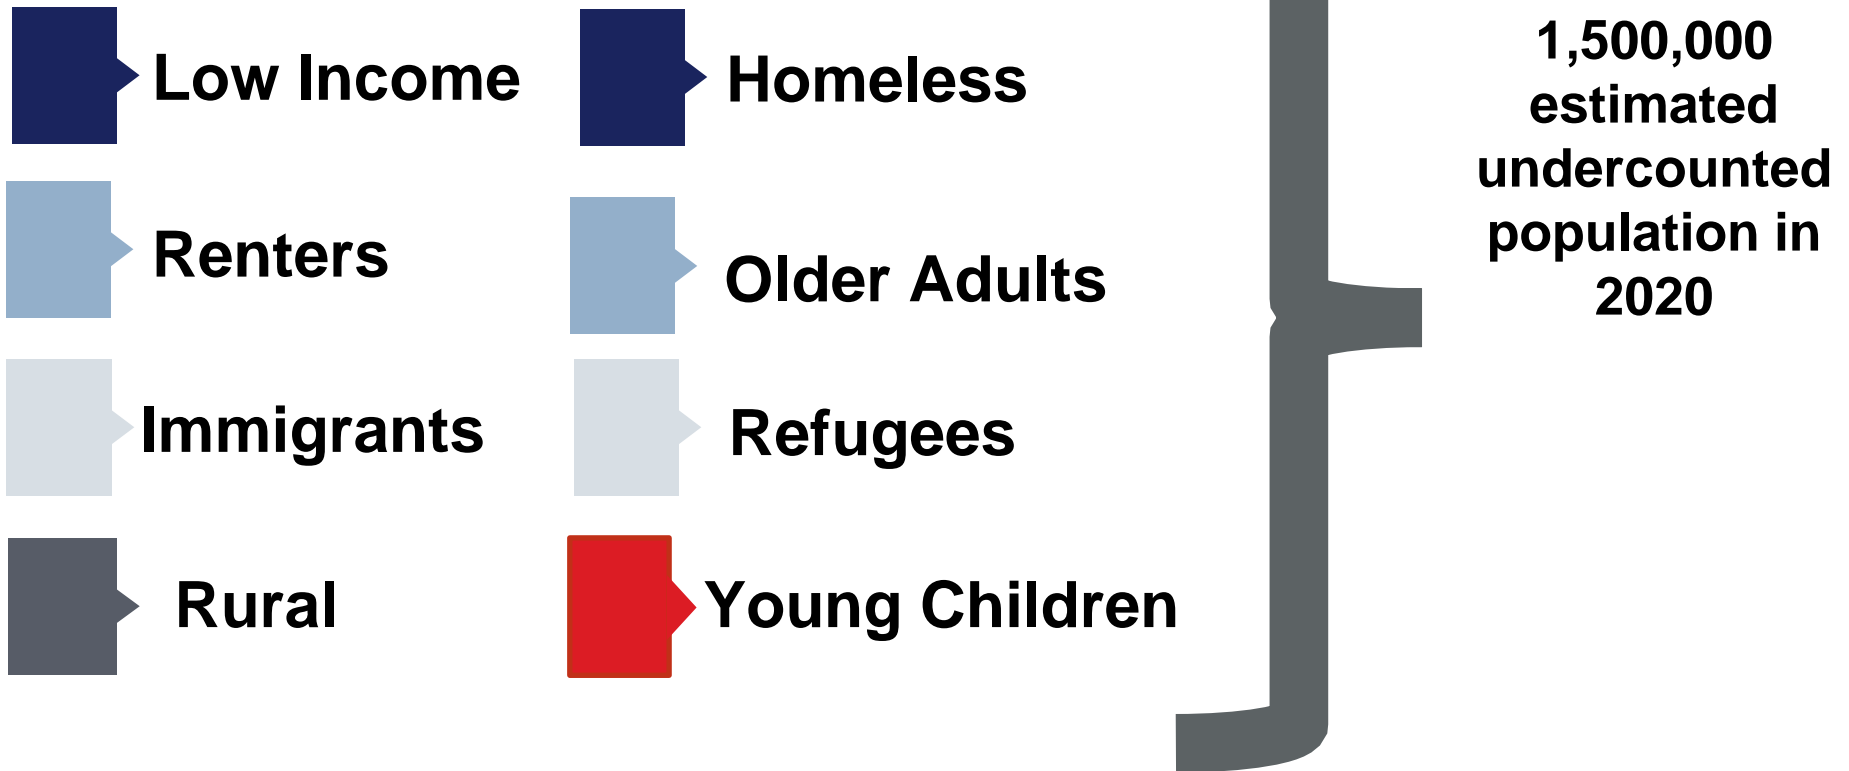 Low Income
Homeless
Renters
Older Adults
Immigrants
Refugees
Rural
Young Children
1,500,000
estimated
undercounted
population in
2020